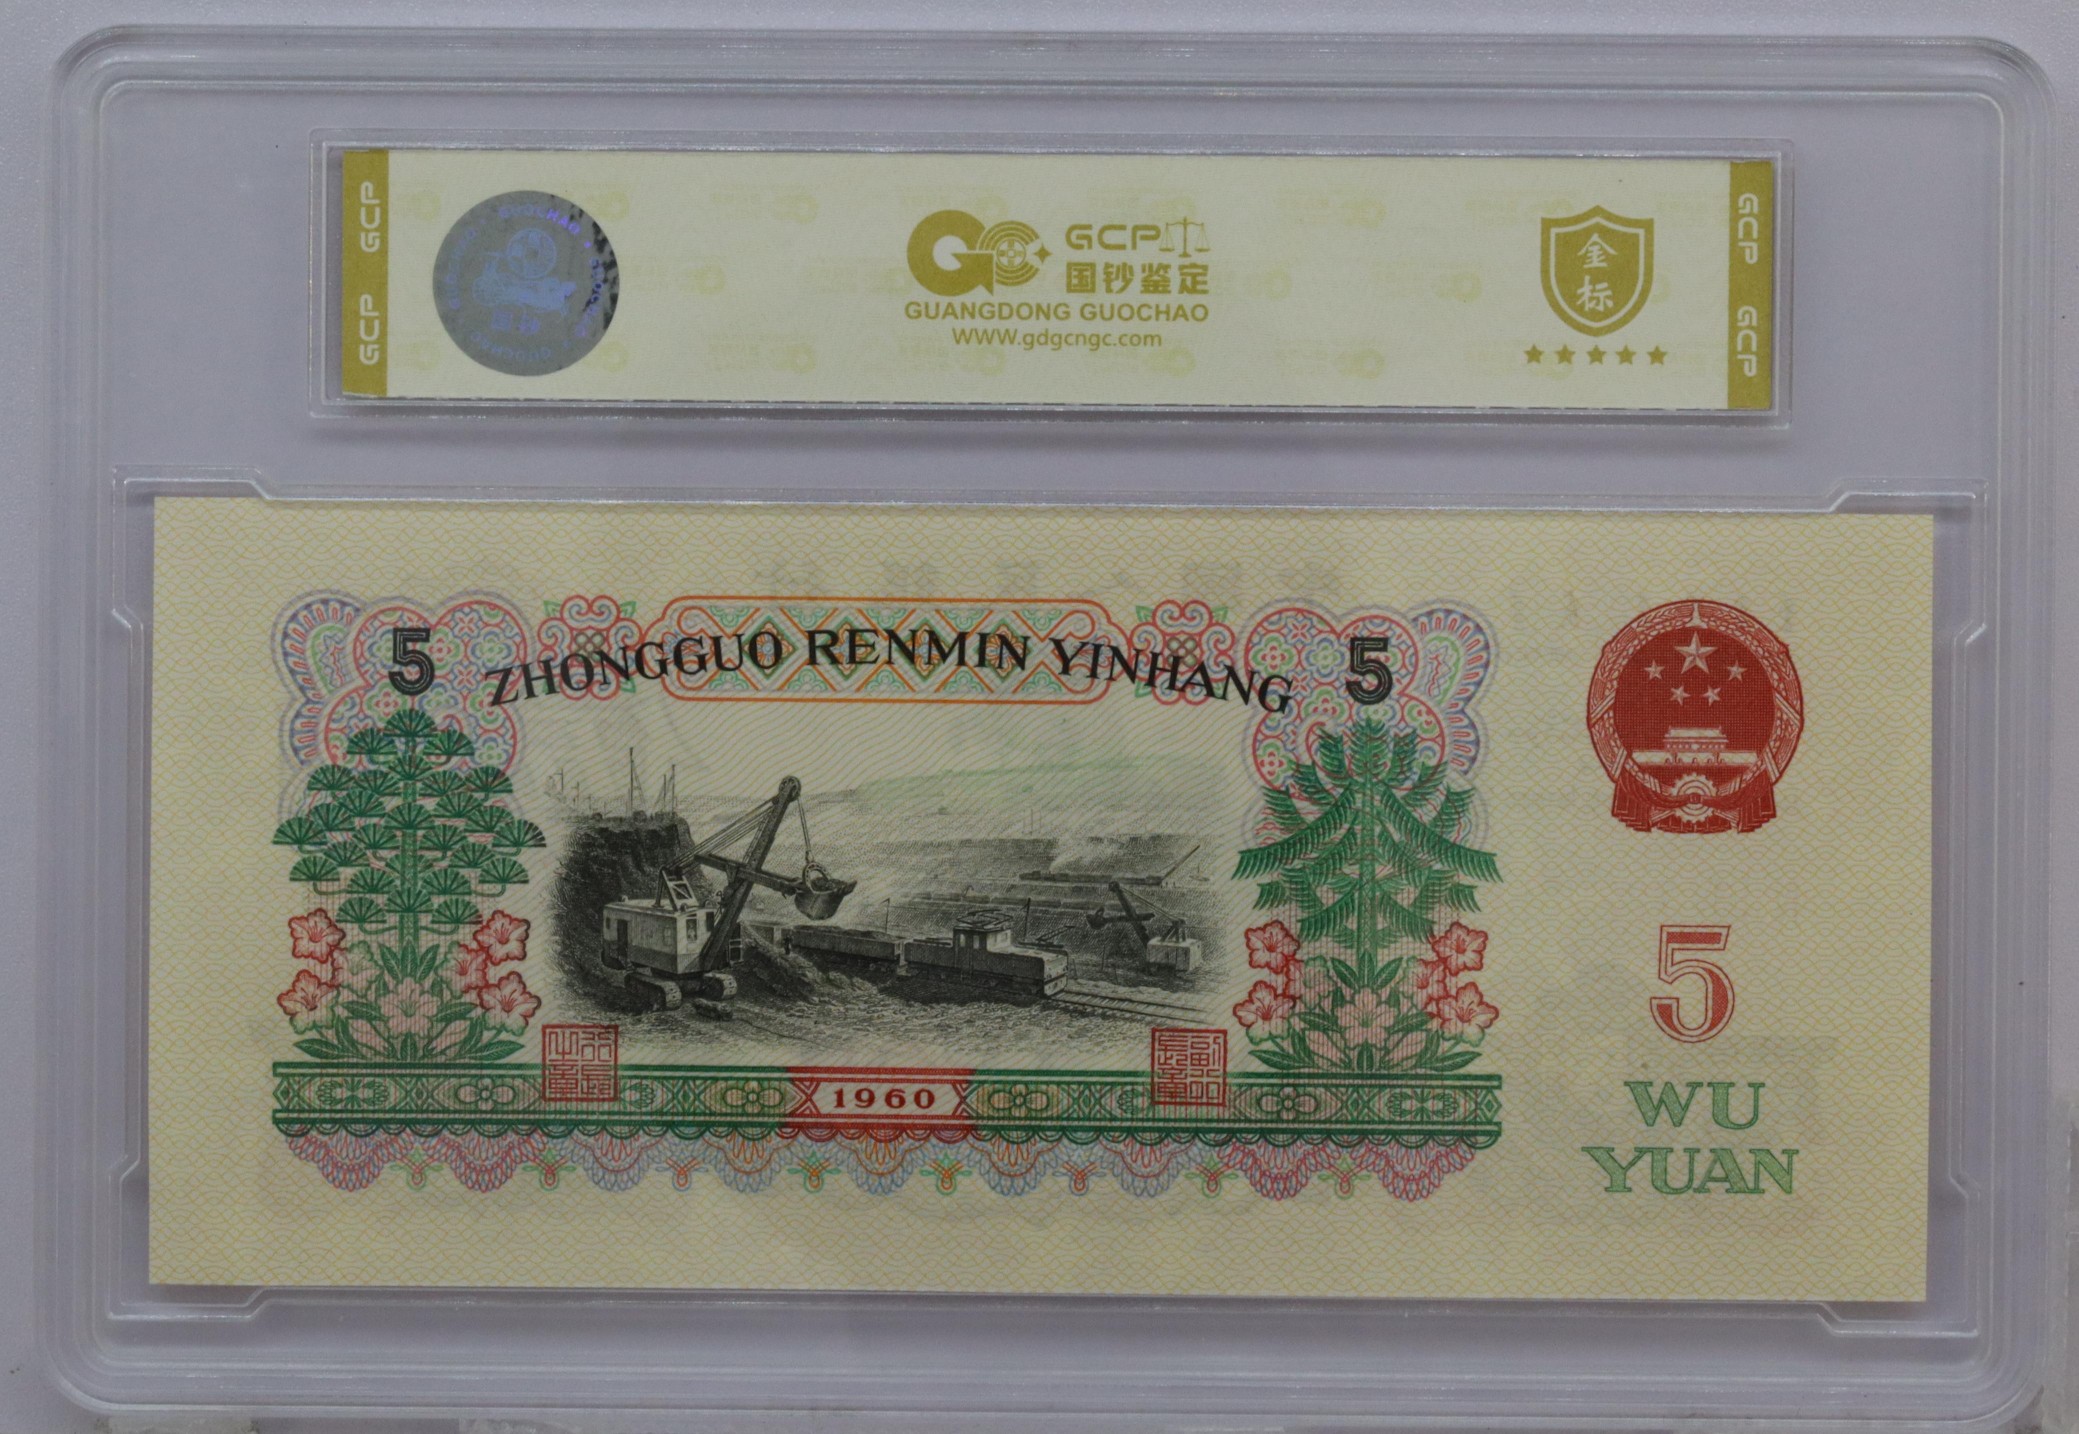 GCP
GCP
GCP
国钞鉴定
GUANGDONG GUOCHAO
WWW.gdgcngc.com
金
标
GCP
GCP
5
ZHONGGUO RENMIN YINHANG
5
1960
5
WU
YUAN